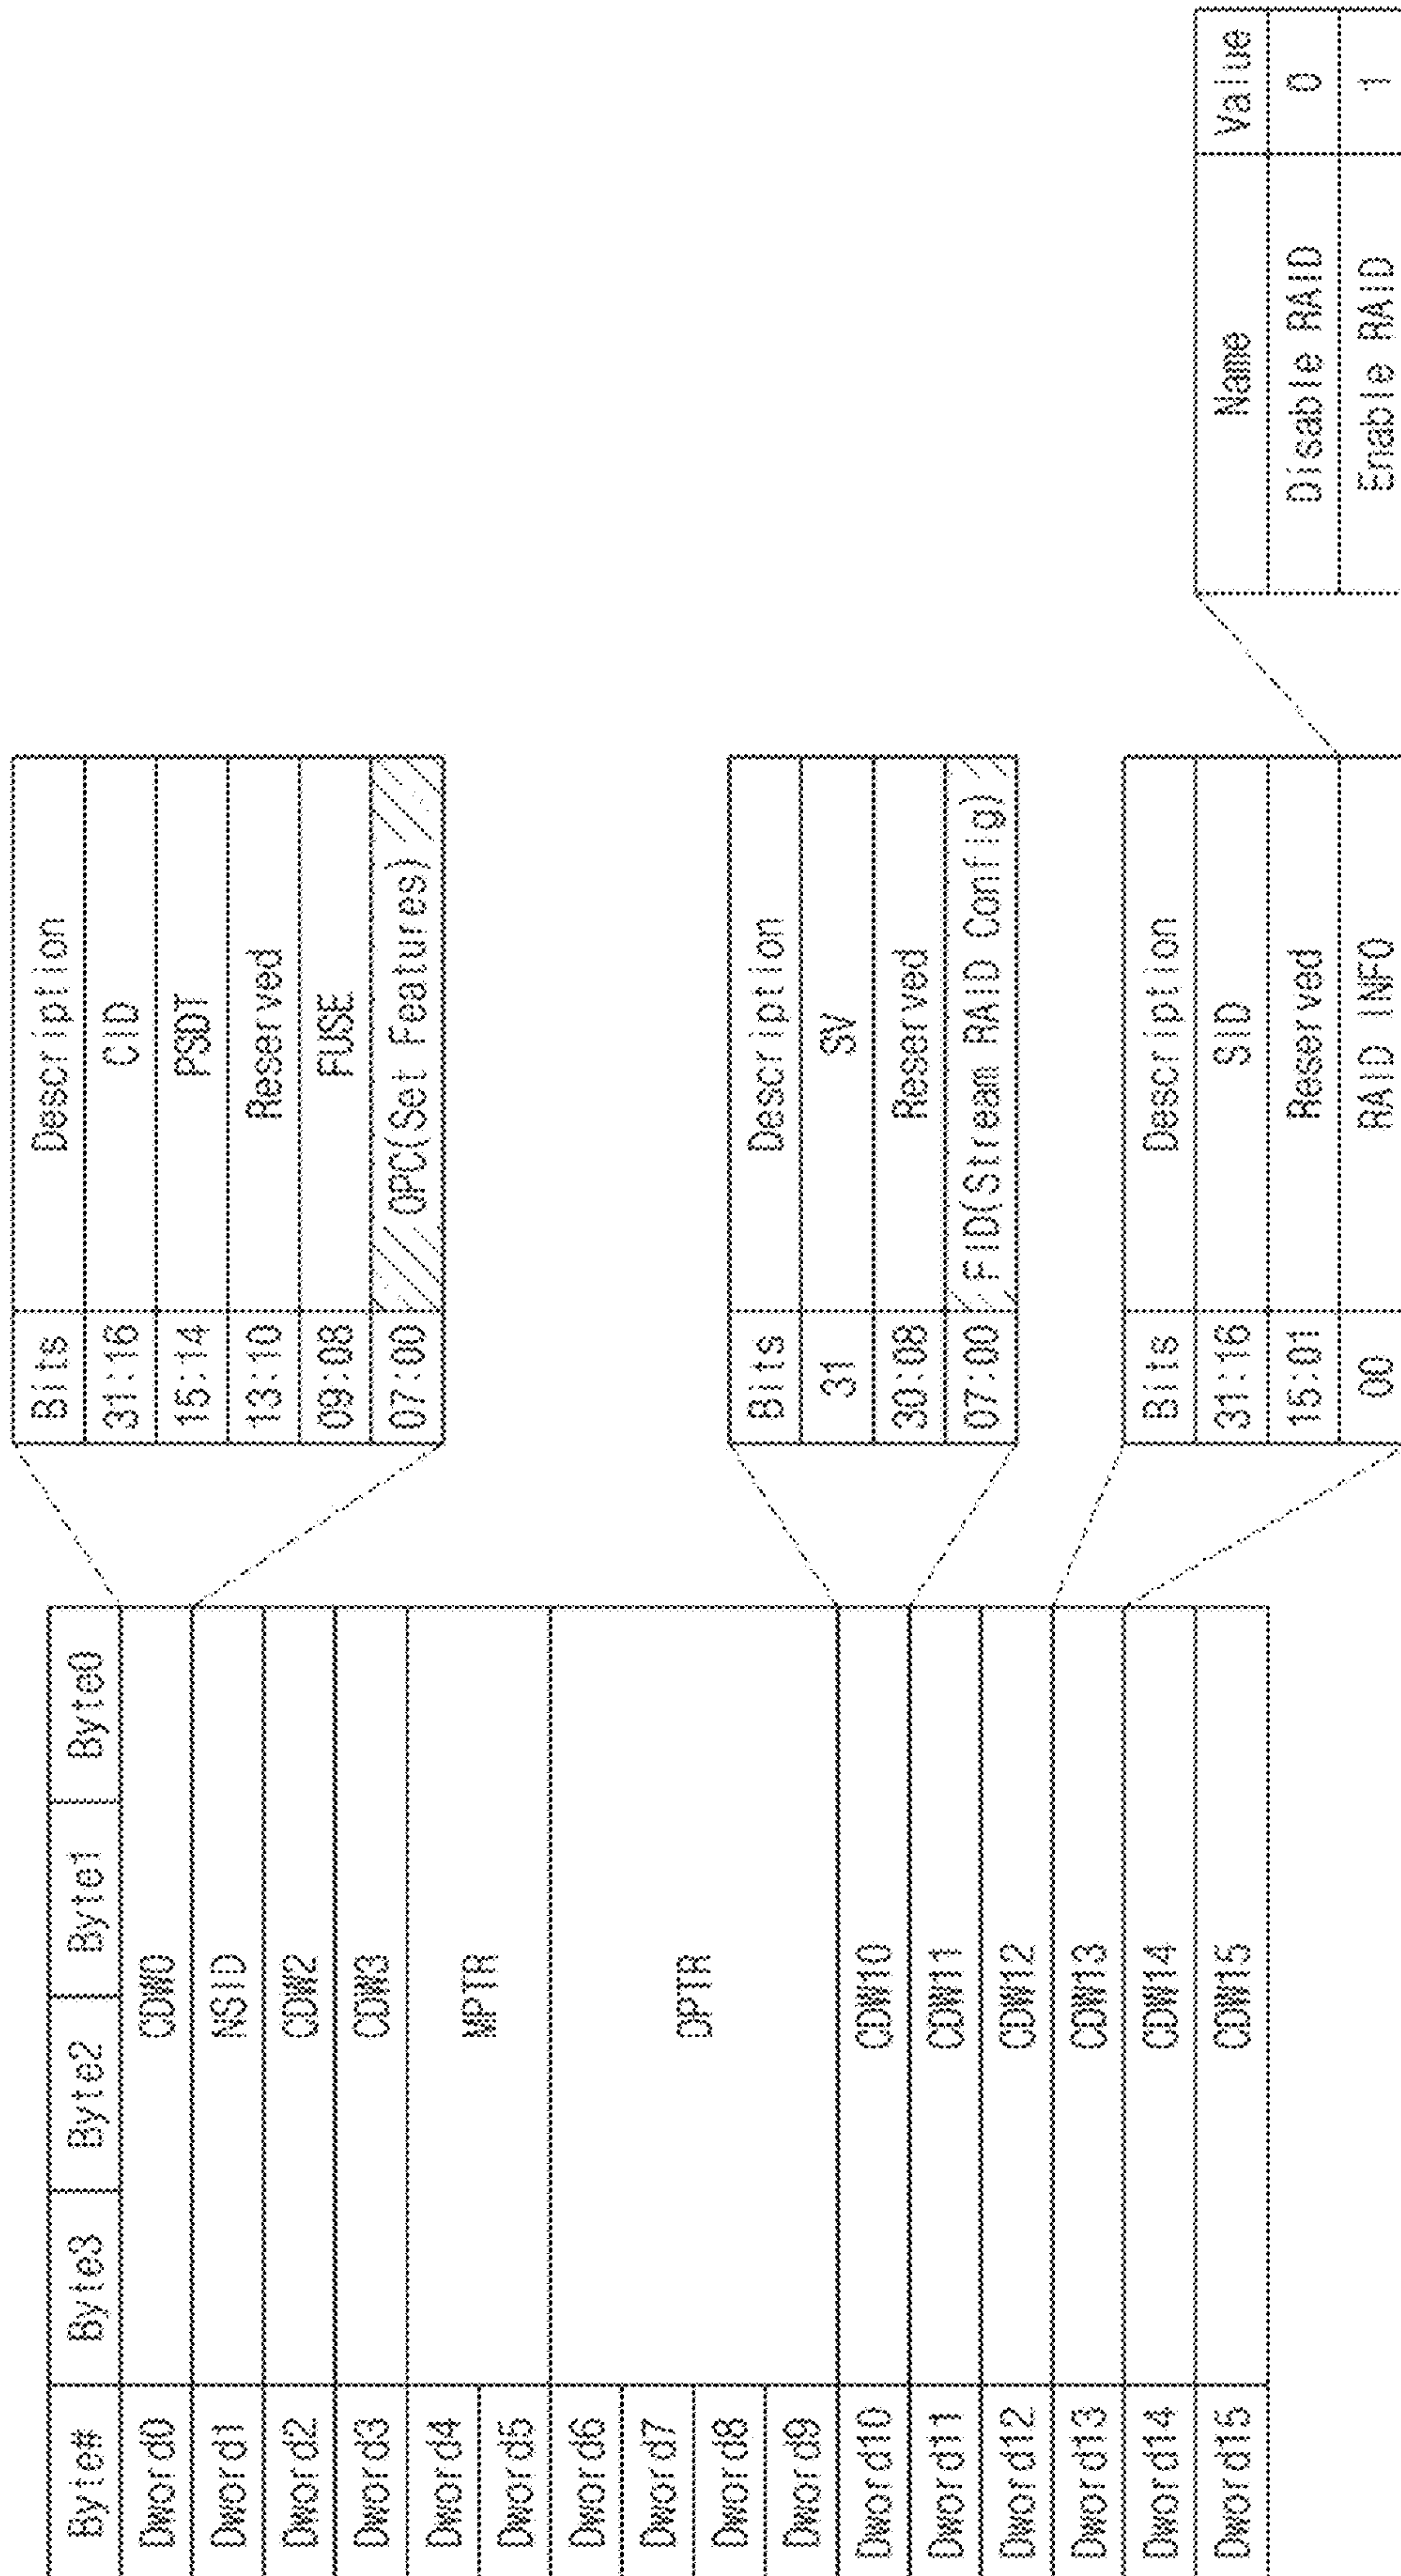 Byte# Byte3 Byte2 Byte1 Byte0
Dword0 CDW0
Dword1 NSID
Dword2 CDW2
Dword3 CDW3
Dword4 MPTR
Dword5
Dword6 DPTR
Dword7
Dword8
Dword9
Dword10 CDW10
Dword11 CDW11
Dword12 CDW12
Dword13 CDW13
Dword14 CDW14
Dword15 CDW15
Bits Description
31:16 CID
15:14 PSDT
13:10 Reserved
09:08 FUSE
07:00 OPC(Set Features)
Bits Description
31 SV
30:08 Reserved
07:00 FID(Stream RAID Config)
Bits Description
31:16 SID
15:01 Reserved
00 RAID INFO
Name Value
Disable RAID 0
Enable RAID 1